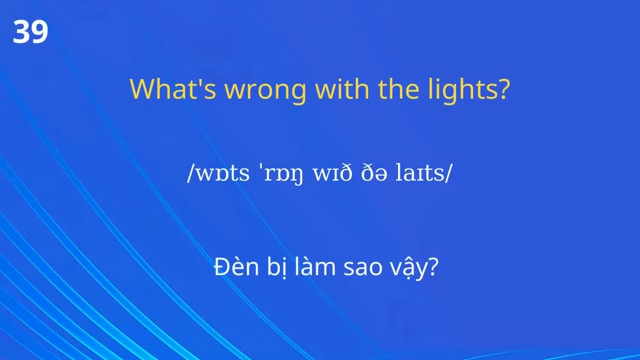 39
What's wrong with the lights?
/wɒts ˈrɒŋ wɪð ðə laɪts/
Đèn bị làm sao vậy?